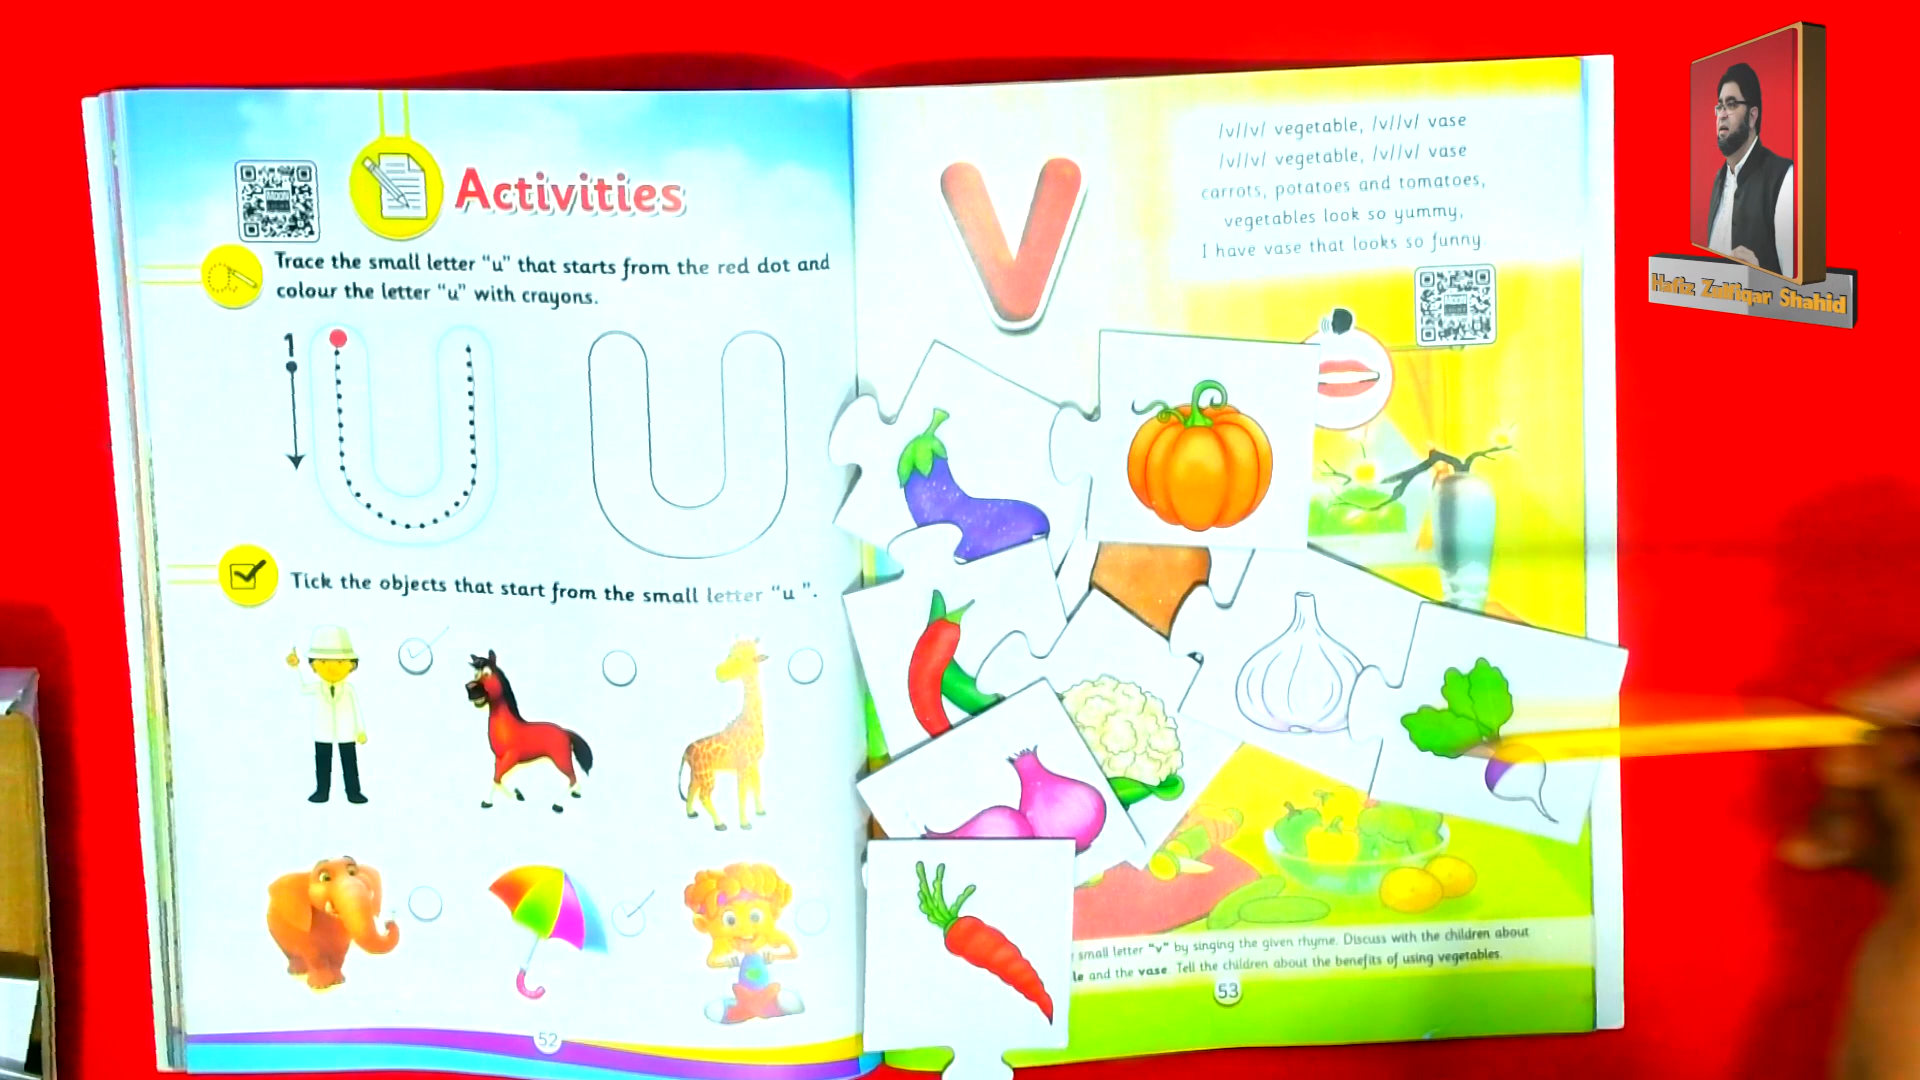 Activities
Trace the small letter “u” that starts from the red dot and
colour the letter “u” with crayons.
1
Tick the objects that start from the small letter “u”.
52
v
/v//v/ vegetable, /v//v/ vase
/v//v/ vegetable, /v//v/ vase
carrots, potatoes and tomatoes,
vegetables look so yummy,
I have vase that looks so funny.
small letter “v” by singing the given rhyme. Discuss with the children about
and the vase. Tell the children about the benefits of using vegetables.
53
Hafiz Zulfiqar Shahid